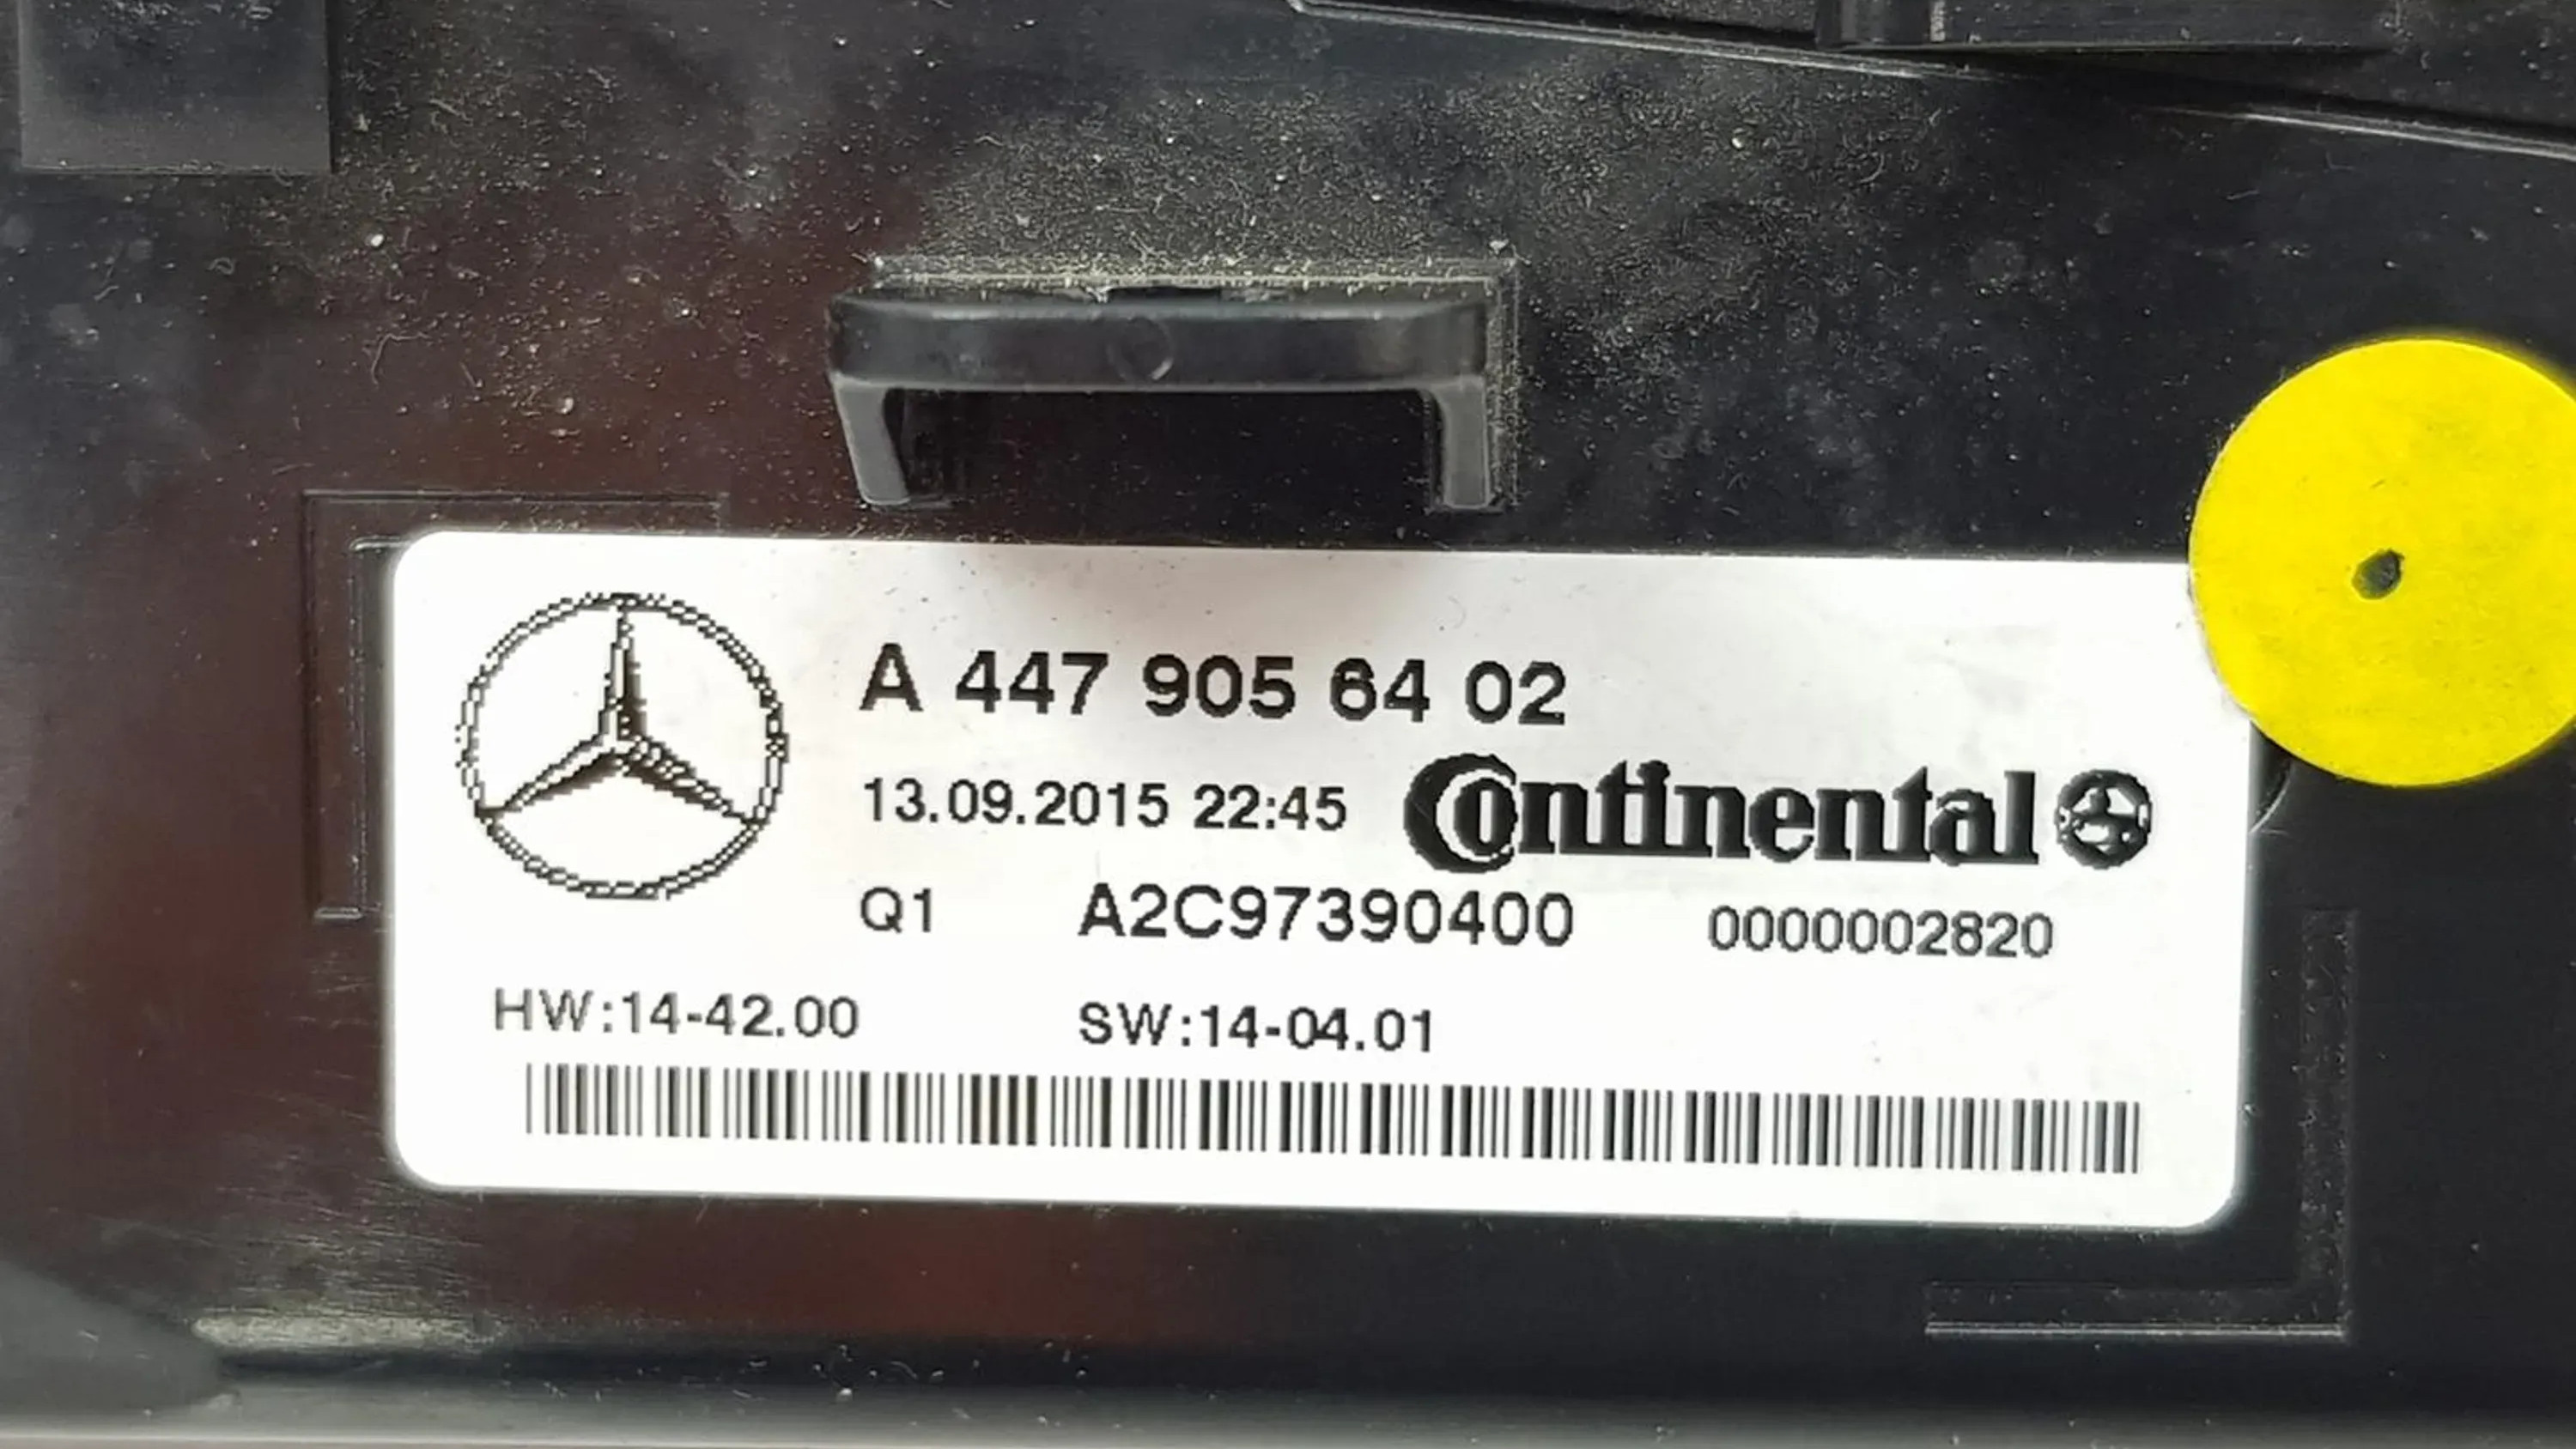 A 447 905 64 02
13.09.2015 22:45 Continental
Q1 A2C97390400 0000002820
HW:14-42.00 SW:14-04.01